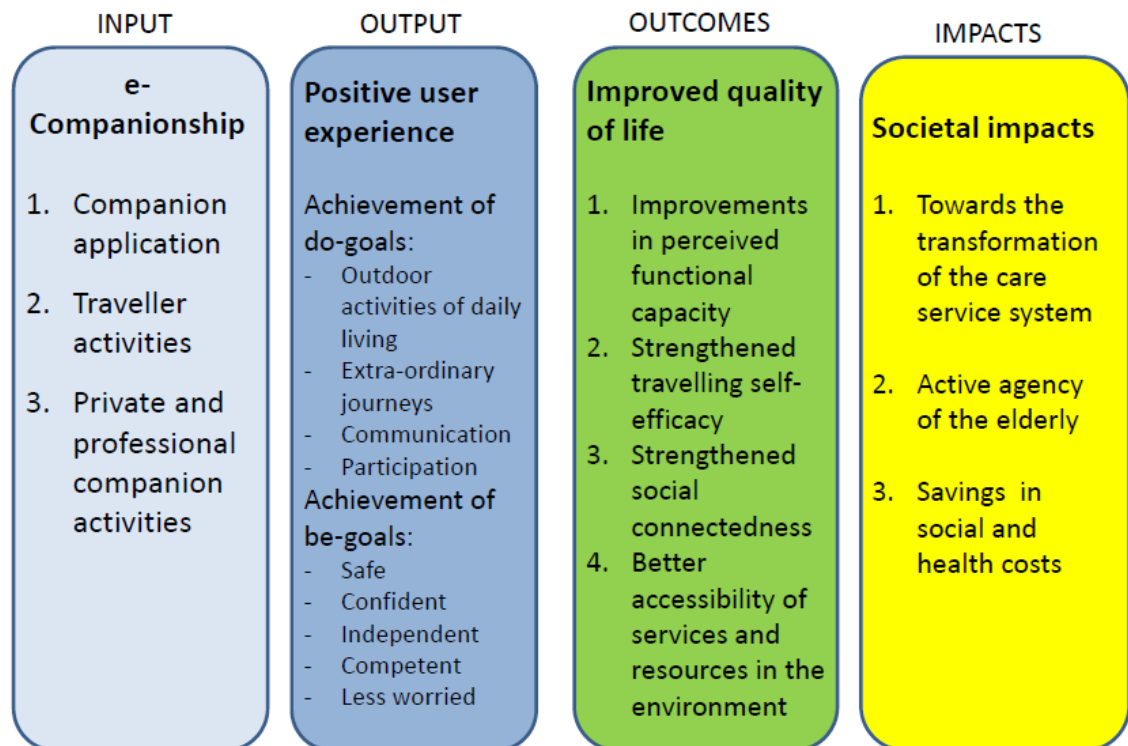 INPUT
e-
Companionship
1. Companion
application
2. Traveller
activities
3. Private and
professional
companion
activities
OUTPUT
Positive user
experience
Achievement of
do-goals:
- Outdoor
activities of daily
living
- Extra-ordinary
journeys
- Communication
- Participation
Achievement of
be-goals:
- Safe
- Confident
- Independent
- Competent
- Less worried
OUTCOMES
Improved quality
of life
1. Improvements
in perceived
functional
capacity
2. Strengthened
travelling self-
efficacy
3. Strengthened
social
connectedness
4. Better
accessibility of
services and
resources in the
environment
IMPACTS
Societal impacts
1. Towards the
transformation
of the care
service system
2. Active agency
of the elderly
3. Savings in
social and
health costs